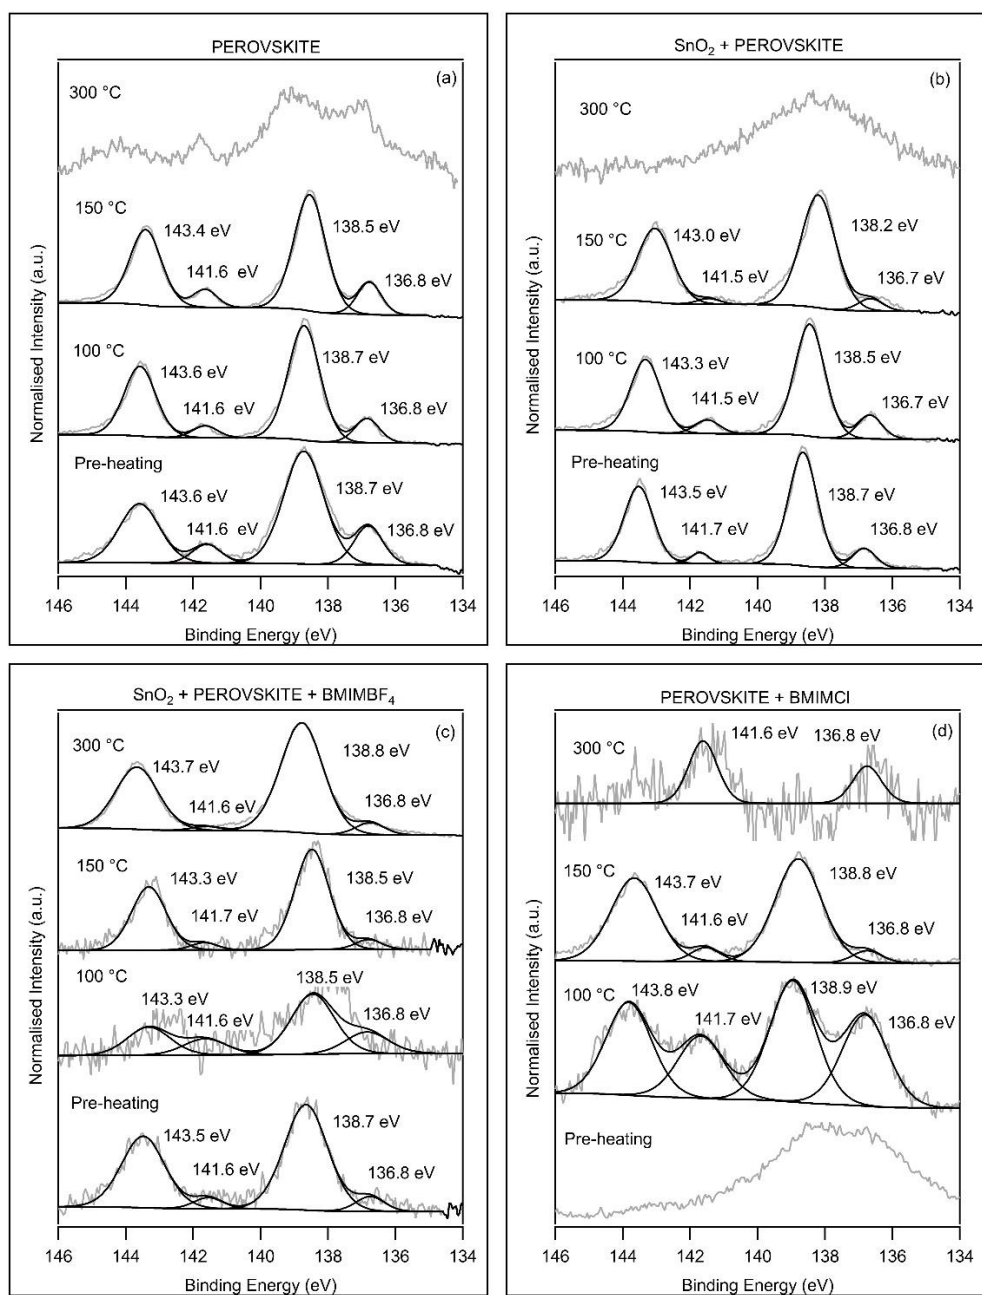 PEROVSKITE
(a)
300 °C
150 °C
143.4 eV
138.5 eV
141.6 eV
136.8 eV
100 °C
143.6 eV
138.7 eV
141.6 eV
136.8 eV
Pre-heating
143.6 eV
138.7 eV
141.6 eV
136.8 eV
Normalised Intensity (a.u.)
146 144 142 140 138 136 134
Binding Energy (eV)
SnO₂ + PEROVSKITE
(b)
300 °C
150 °C
143.0 eV
138.2 eV
141.5 eV
136.7 eV
100 °C
143.3 eV
138.5 eV
141.5 eV
136.7 eV
Pre-heating
143.5 eV
138.7 eV
141.7 eV
136.8 eV
Normalised Intensity (a.u.)
146 144 142 140 138 136 134
Binding Energy (eV)
SnO₂ + PEROVSKITE + BMIMBF₄
(c)
300 °C
143.7 eV
138.8 eV
141.6 eV
136.8 eV
150 °C
143.3 eV
138.5 eV
141.7 eV
136.8 eV
100 °C
143.3 eV
138.5 eV
141.6 eV
136.8 eV
Pre-heating
143.5 eV
138.7 eV
141.6 eV
136.8 eV
Normalised Intensity (a.u.)
146 144 142 140 138 136 134
Binding Energy (eV)
PEROVSKITE + BMIMCl
(d)
300 °C
141.6 eV
136.8 eV
150 °C
143.7 eV
138.8 eV
141.6 eV
136.8 eV
100 °C
143.8 eV
138.9 eV
141.7 eV
136.8 eV
Pre-heating
Normalised Intensity (a.u.)
146 144 142 140 138 136 134
Binding Energy (eV)